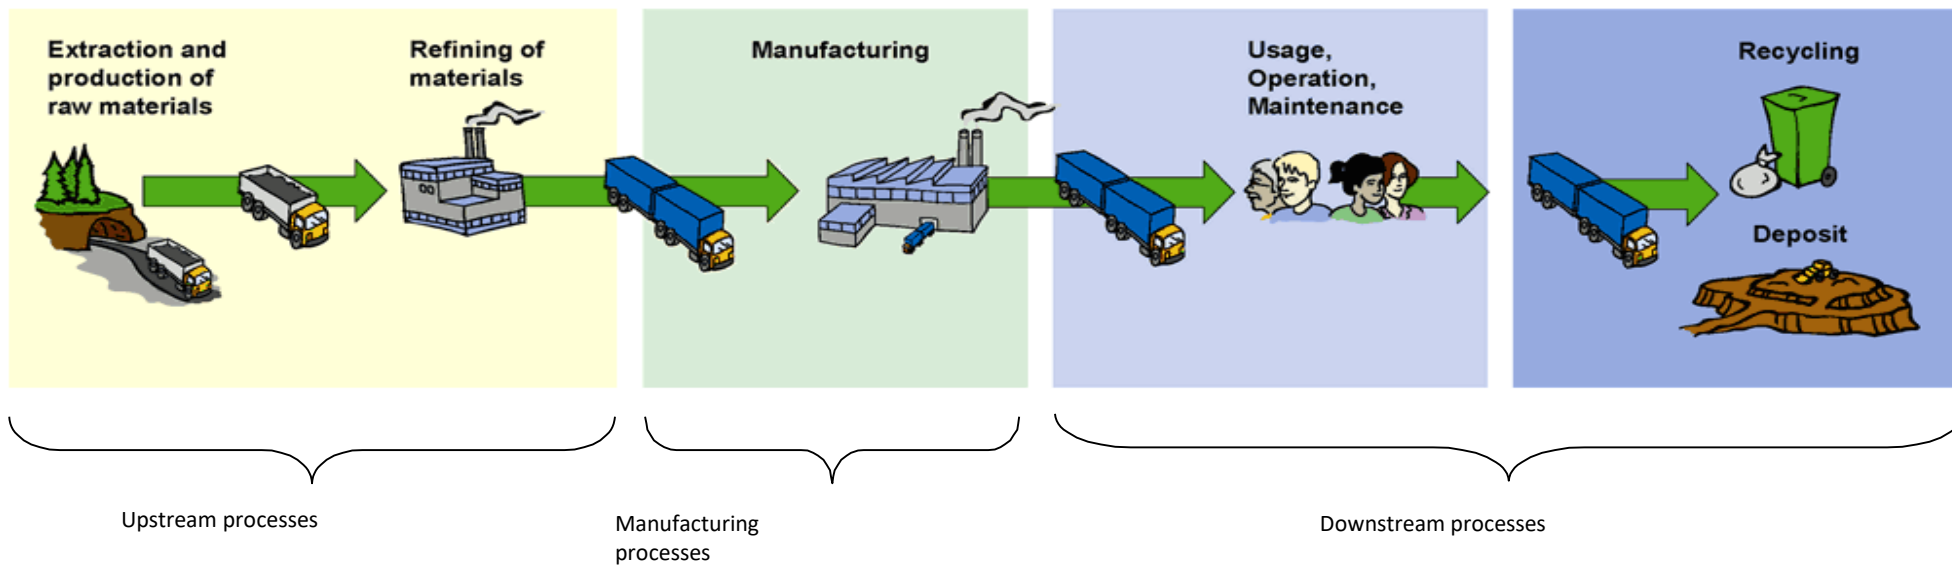 Extraction and
production of
raw materials
Refining of
materials
Manufacturing
Usage,
Operation,
Maintenance
Recycling
Deposit
Upstream processes
Manufacturing
processes
Downstream processes